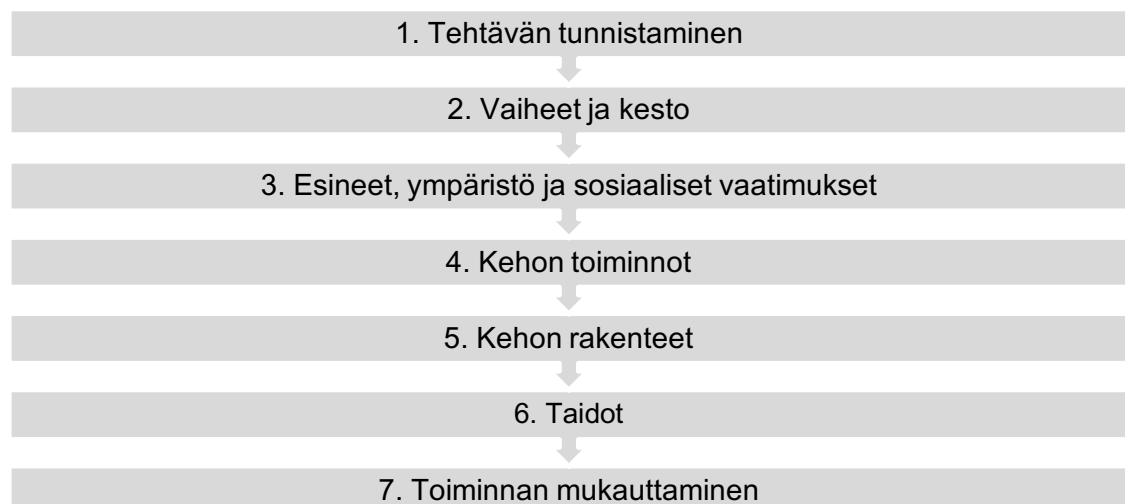 1. Tehtävän tunnistaminen
2. Vaiheet ja kesto
3. Esineet, ympäristö ja sosiaaliset vaatimukset
4. Kehon toiminnot
5. Kehon rakenteet
6. Taidot
7. Toiminnan mukauttaminen